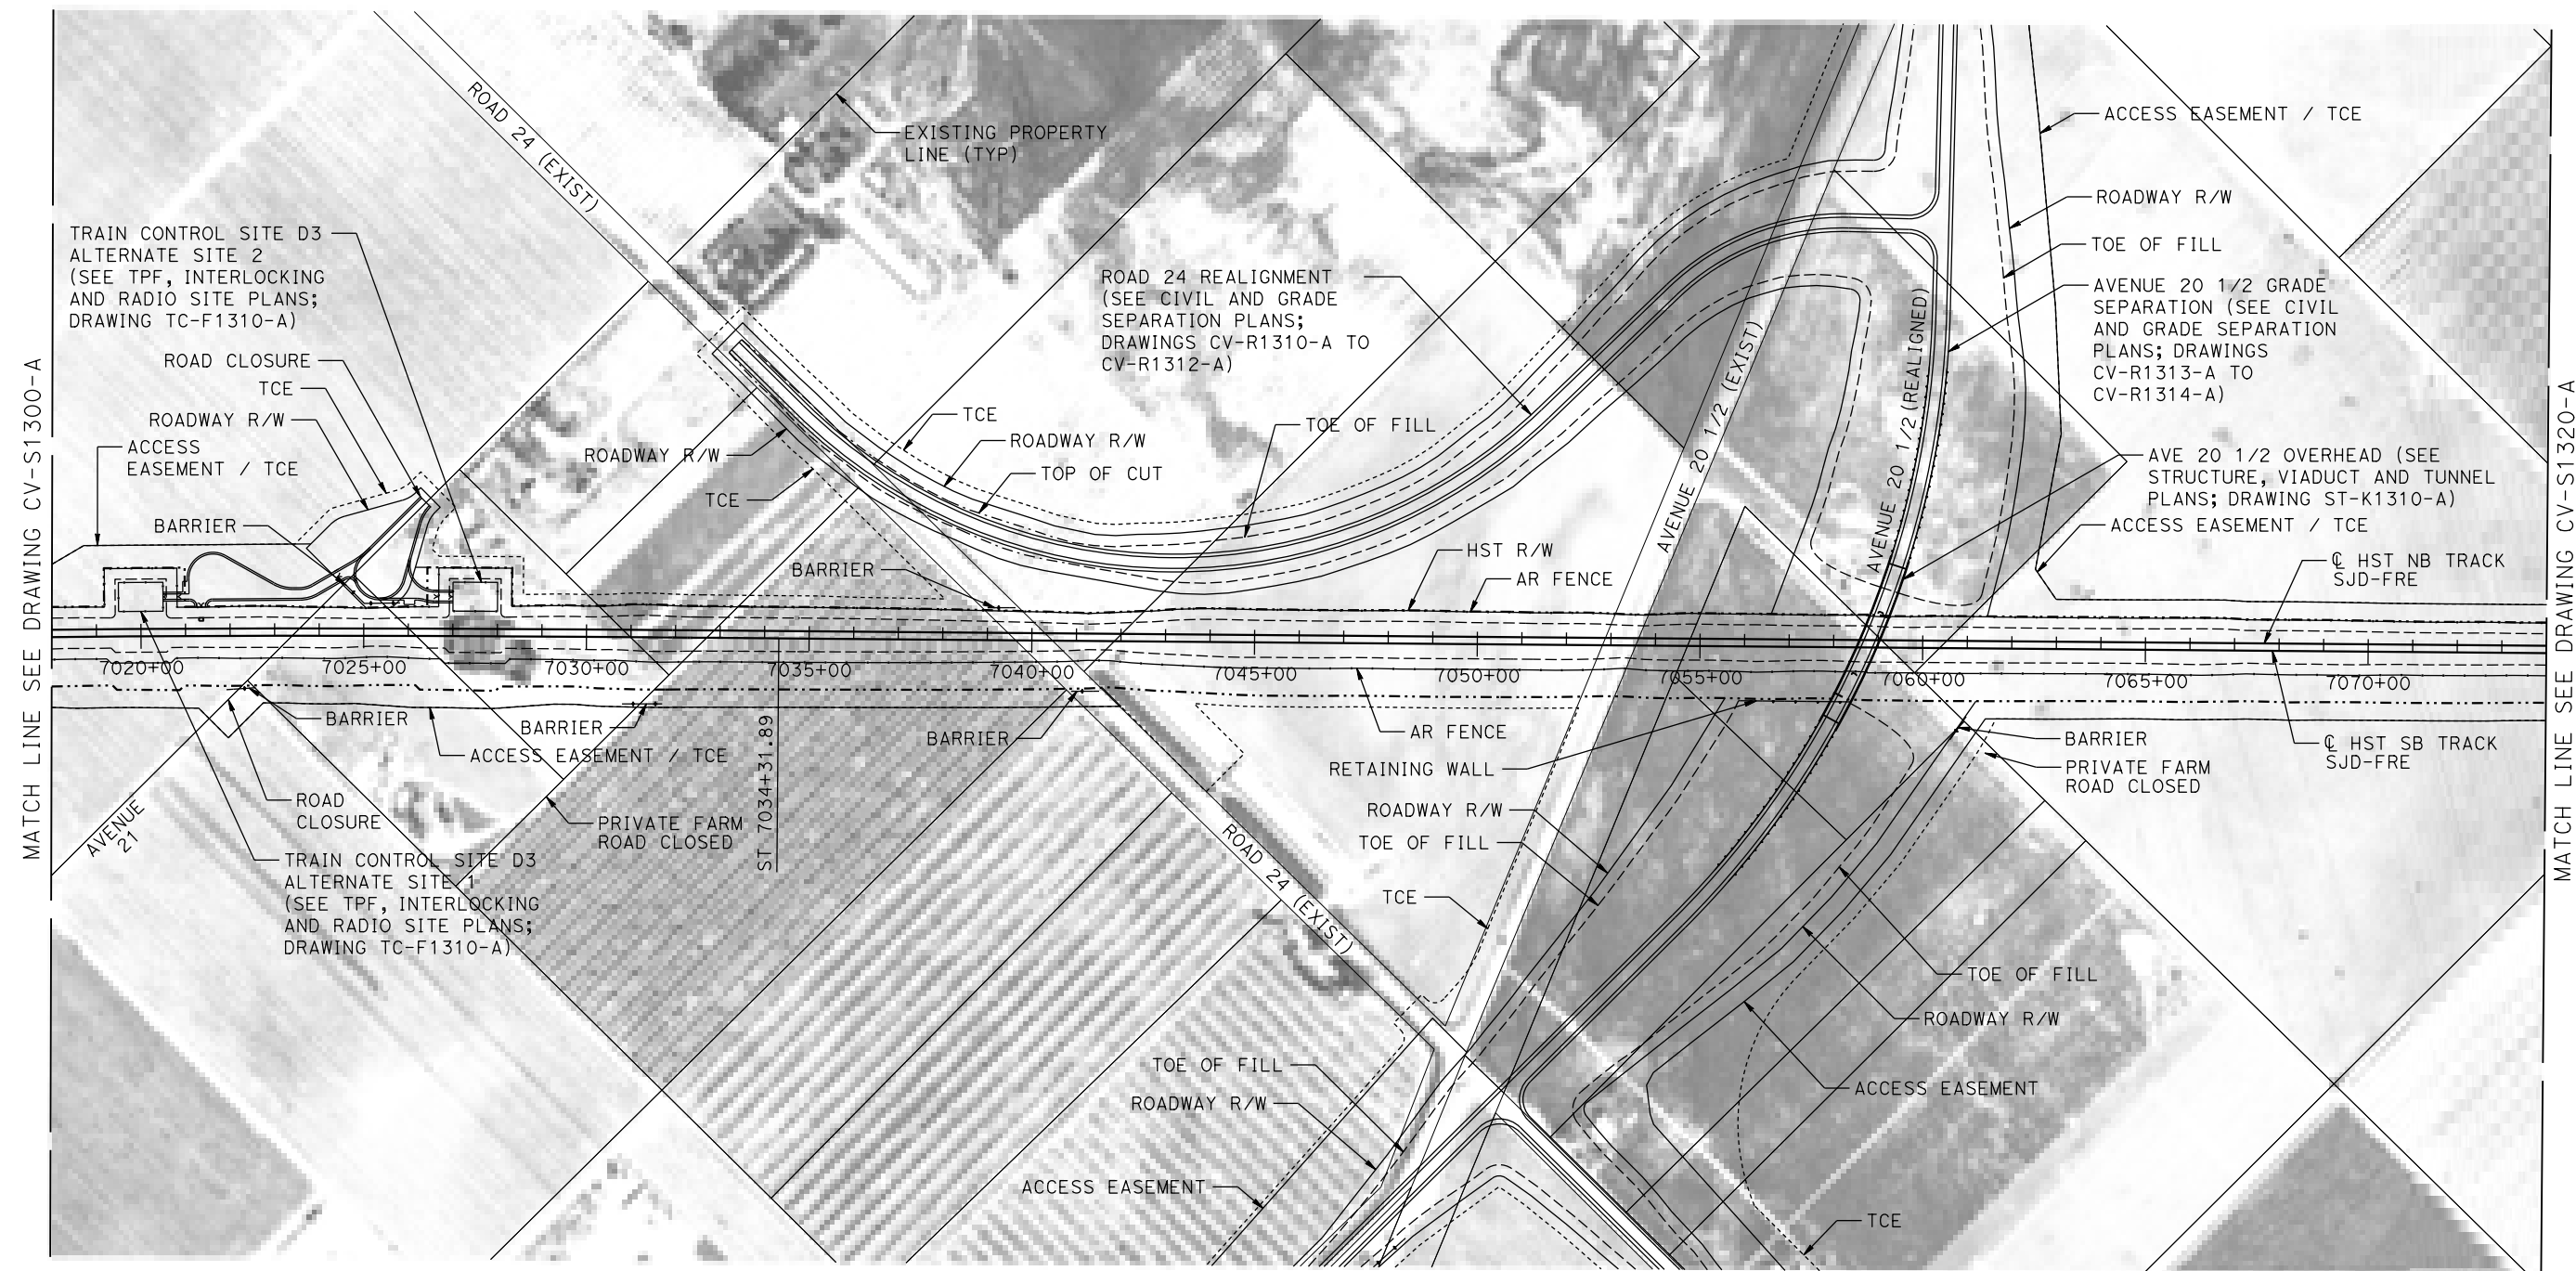 MATCH LINE SEE DRAWING CV-S1300-A
ROAD 24 (EXIST)
EXISTING PROPERTY
LINE (TYP)
TRAIN CONTROL SITE D3
ALTERNATE SITE 2
(SEE TPF, INTERLOCKING
AND RADIO SITE PLANS;
DRAWING TC-F1310-A)
ROAD CLOSURE
TCE
ROADWAY R/W
ACCESS
EASEMENT / TCE
BARRIER
ROADWAY R/W
TCE
TCE
ROADWAY R/W
TOP OF CUT
ROAD 24 REALIGNMENT
(SEE CIVIL AND GRADE
SEPARATION PLANS;
DRAWINGS CV-R1310-A TO
CV-R1312-A)
TOE OF FILL
BARRIER
HST R/W
AR FENCE
AVENUE 20 1/2 (EXIST)
AVENUE 20 1/2 (REALIGNED)
ACCESS EASEMENT / TCE
ROADWAY R/W
TOE OF FILL
AVENUE 20 1/2 GRADE
SEPARATION (SEE CIVIL
AND GRADE SEPARATION
PLANS; DRAWINGS
CV-R1313-A TO
CV-R1314-A)
AVE 20 1/2 OVERHEAD (SEE
STRUCTURE, VIADUCT AND TUNNEL
PLANS; DRAWING ST-K1310-A)
ACCESS EASEMENT / TCE
℄ HST NB TRACK
SJD-FRE
7020+00
7025+00
7030+00
7035+00
7040+00
7045+00
7050+00
7055+00
7060+00
7065+00
7070+00
BARRIER
BARRIER
ACCESS EASEMENT / TCE
ST 7034+31.89
BARRIER
AR FENCE
RETAINING WALL
ROADWAY R/W
TOE OF FILL
TCE
BARRIER
PRIVATE FARM
ROAD CLOSED
℄ HST SB TRACK
SJD-FRE
AVENUE
21
ROAD
CLOSURE
PRIVATE FARM
ROAD CLOSED
TRAIN CONTROL SITE D3
ALTERNATE SITE 1
(SEE TPF, INTERLOCKING
AND RADIO SITE PLANS;
DRAWING TC-F1310-A)
ROAD 24 (EXIST)
TOE OF FILL
ROADWAY R/W
ACCESS EASEMENT
TOE OF FILL
ROADWAY R/W
ACCESS EASEMENT
TCE
MATCH LINE SEE DRAWING CV-S1320-A